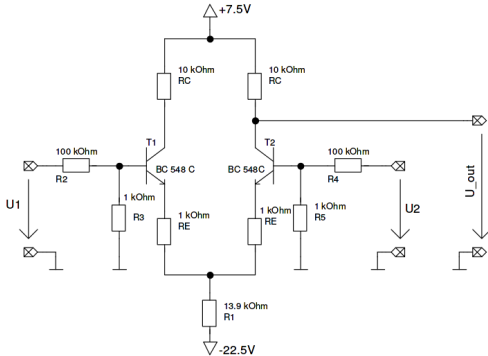 +7.5V
10 kOhm
RC
10 kOhm
RC
T1
T2
BC 548 C
BC 548C
100 kOhm
R2
100 kOhm
R4
1 kOhm
R3
1 kOhm
RE
1 kOhm
RE
1 kOhm
R5
U1
U2
U_out
13.9 kOhm
R1
-22.5V